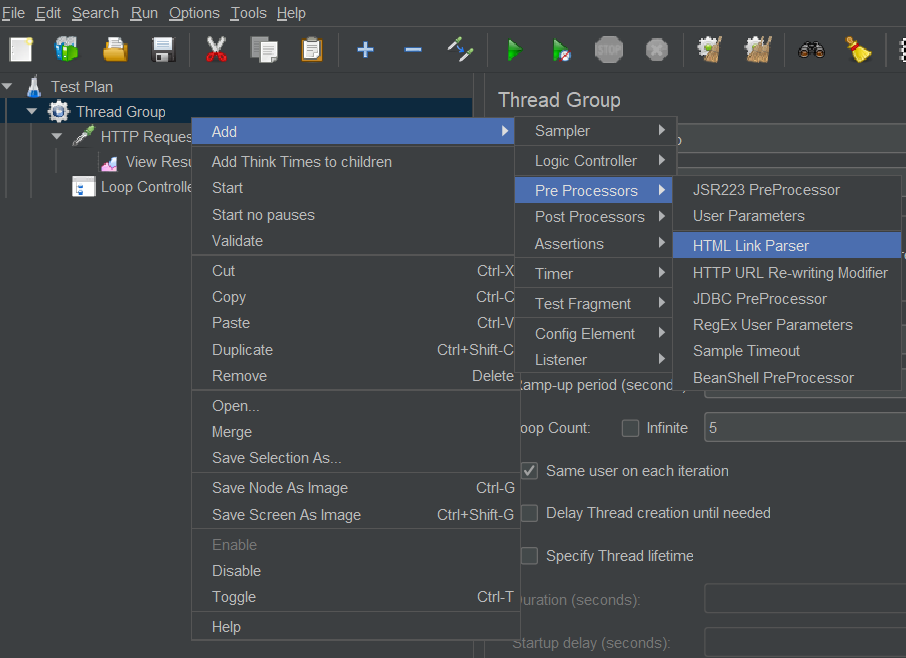 File Edit Search Run Options Tools Help
STOP
Test Plan
Thread Group
Thread Group
HTTP Reques
View Resu
Loop Controlle
Add
Add Think Times to children
Start
Start no pauses
Validate
Cut Ctrl-X
Copy Ctrl-C
Paste Ctrl-V
Duplicate Ctrl+Shift-C
Remove Delete
Open...
Merge
Save Selection As...
Save Node As Image Ctrl-G
Save Screen As Image Ctrl+Shift-G
Enable
Disable
Toggle Ctrl-T
Help
Sampler
Logic Controller
Pre Processors
Post Processors
Assertions
Timer
Test Fragment
Config Element
Listener
JSR223 PreProcessor
User Parameters
HTML Link Parser
HTTP URL Re-writing Modifier
JDBC PreProcessor
RegEx User Parameters
Sample Timeout
BeanShell PreProcessor
Ramp-up period (second
oop Count: Infinite 5
Same user on each iteration
Delay Thread creation until needed
Specify Thread lifetime
Duration (seconds):
Startup delay (seconds):